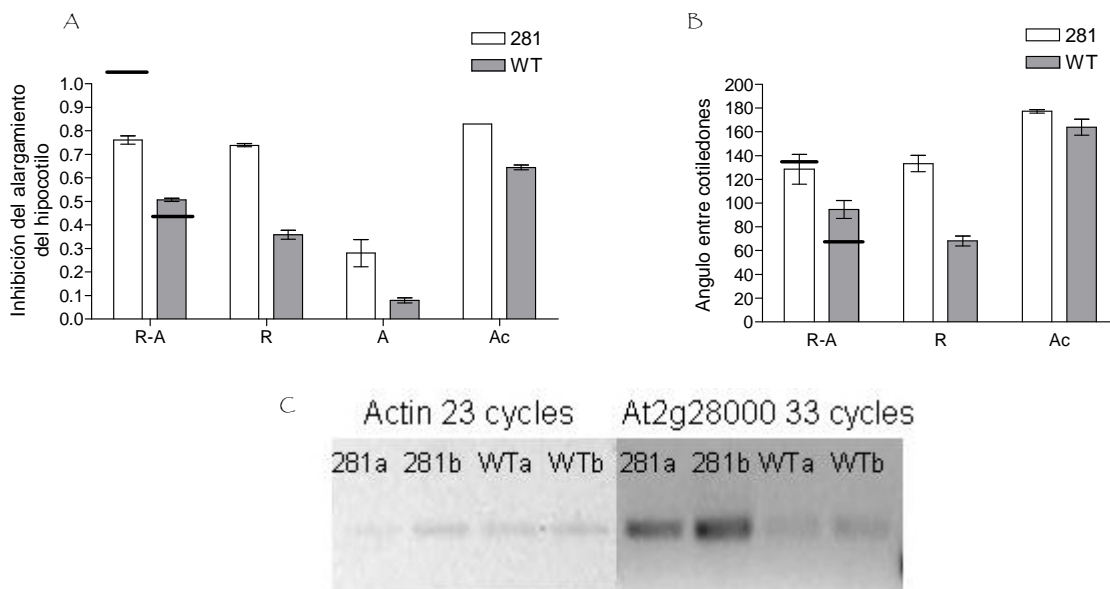 A
281
WT
Inhibición del alargamiento
del hipocotilo
1.0
0.9
0.8
0.7
0.6
0.5
0.4
0.3
0.2
0.1
0.0
R-A R A Ac
B
281
WT
Angulo entre cotiledones
200
180
160
140
120
100
80
60
40
20
0
R-A R Ac
C
Actin 23 cycles At2g28000 33 cycles
281a 281b WTa WTb 281a 281b WTa WTb